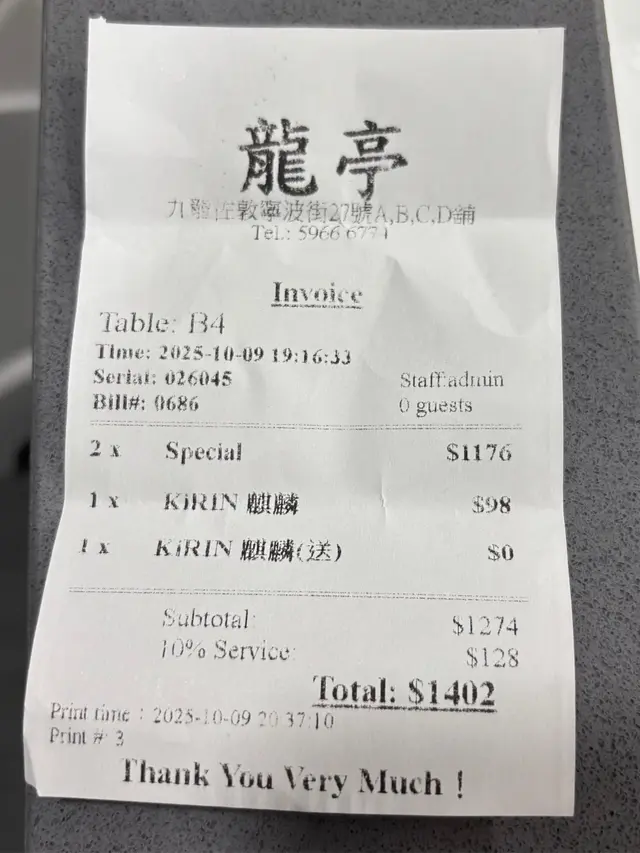 龍亭
九龍佐敦寧波街27號A,B,C,D舖
Tel.: 5966 6771
Invoice
Table: B4
Time: 2025-10-09 19:16:33
Serial: 026045 Staff:admin
Bill#: 0686 0 guests
2 x Special $1176
1 x KIRIN 麒麟 $98
1 x KIRIN 麒麟(送) $0
Subtotal: $1274
10% Service: $128
Total: $1402
Print time : 2025-10-09 20:37:10
Print #: 3
Thank You Very Much !